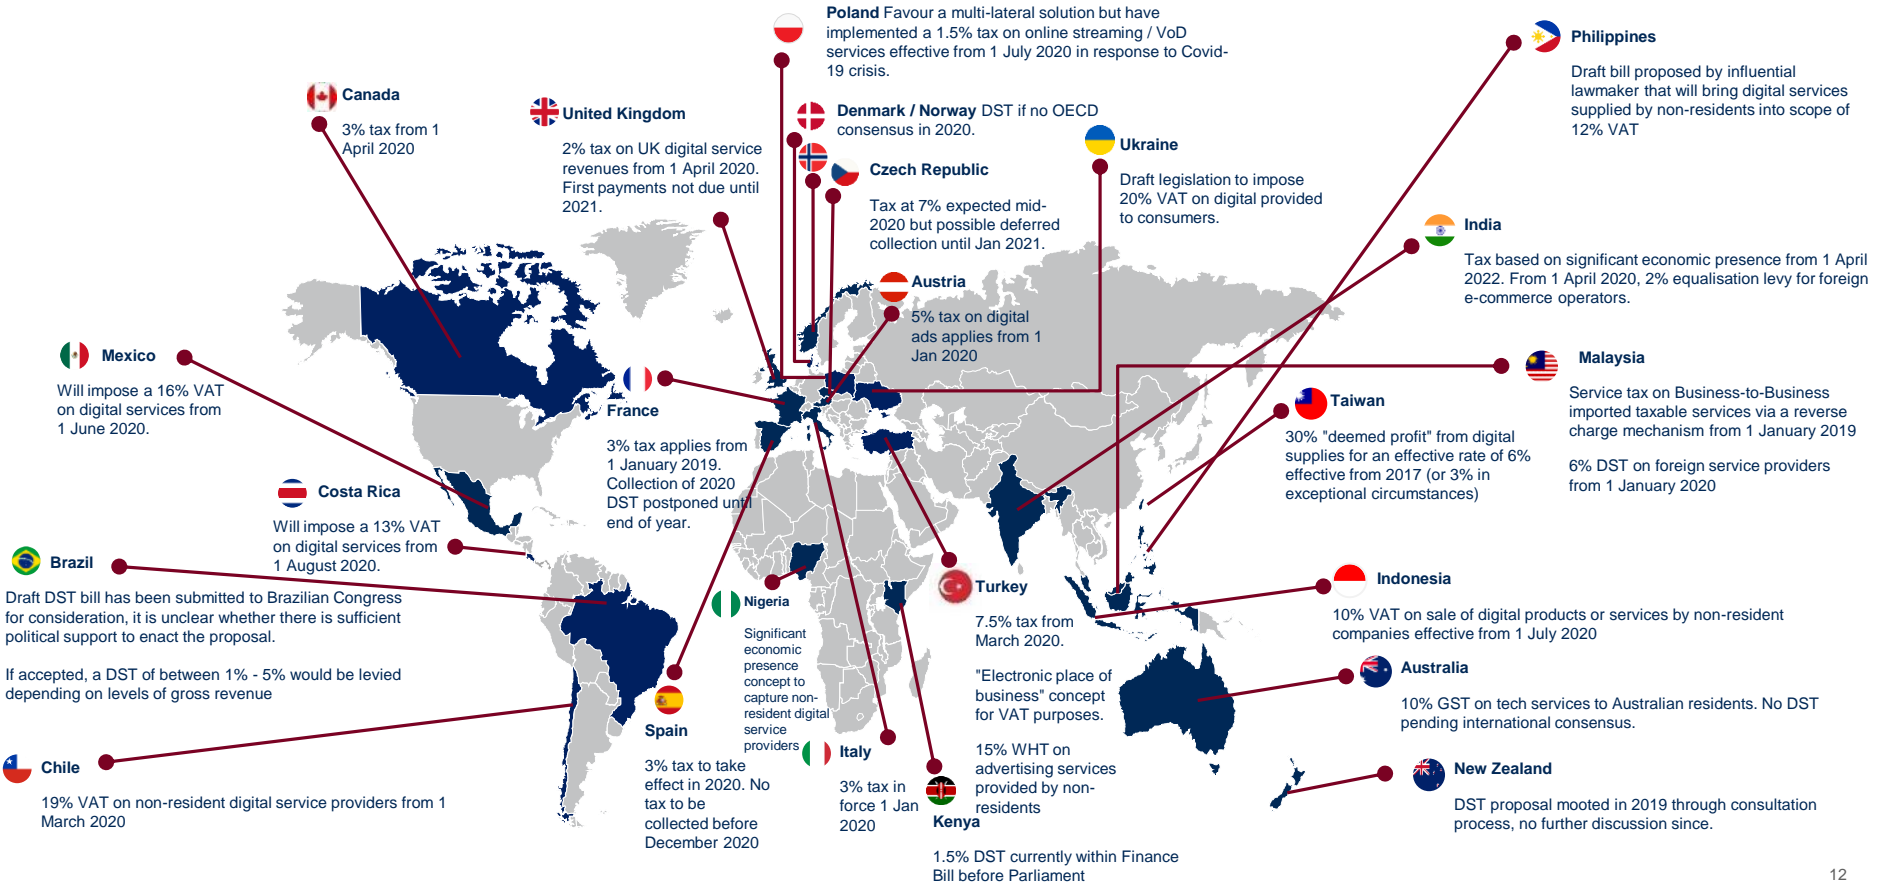 Poland Favour a multi-lateral solution but have
implemented a 1.5% tax on online streaming / VoD
services effective from 1 July 2020 in response to Covid-
19 crisis.
Philippines
Draft bill proposed by influential
lawmaker that will bring digital services
supplied by non-residents into scope of
12% VAT
Canada
3% tax from 1
April 2020
United Kingdom
2% tax on UK digital service
revenues from 1 April 2020.
First payments not due until
2021.
Denmark / Norway DST if no OECD
consensus in 2020.
Czech Republic
Tax at 7% expected mid-
2020 but possible deferred
collection until Jan 2021.
Ukraine
Draft legislation to impose
20% VAT on digital provided
to consumers.
India
Tax based on significant economic presence from 1 April
2022. From 1 April 2020, 2% equalisation levy for foreign
e-commerce operators.
Austria
5% tax on digital
ads applies from 1
Jan 2020
Mexico
Will impose a 16% VAT
on digital services from
1 June 2020.
France
3% tax applies from
1 January 2019.
Collection of 2020
DST postponed until
end of year.
Malaysia
Service tax on Business-to-Business
imported taxable services via a reverse
charge mechanism from 1 January 2019
6% DST on foreign service providers
from 1 January 2020
Taiwan
30% "deemed profit" from digital
supplies for an effective rate of 6%
effective from 2017 (or 3% in
exceptional circumstances)
Costa Rica
Will impose a 13% VAT
on digital services from
1 August 2020.
Brazil
Draft DST bill has been submitted to Brazilian Congress
for consideration, it is unclear whether there is sufficient
political support to enact the proposal.
If accepted, a DST of between 1% - 5% would be levied
depending on levels of gross revenue
Nigeria
Significant
economic
presence
concept to
capture non-
resident digital
service
providers
Turkey
7.5% tax from
March 2020.
"Electronic place of
business" concept
for VAT purposes.
15% WHT on
advertising services
provided by non-
residents
Indonesia
10% VAT on sale of digital products or services by non-resident
companies effective from 1 July 2020
Australia
10% GST on tech services to Australian residents. No DST
pending international consensus.
Chile
19% VAT on non-resident digital service providers from 1
March 2020
Spain
3% tax to take
effect in 2020. No
tax to be
collected before
December 2020
Italy
3% tax in
force 1 Jan
2020
Kenya
1.5% DST currently within Finance
Bill before Parliament
New Zealand
DST proposal mooted in 2019 through consultation
process, no further discussion since.
12